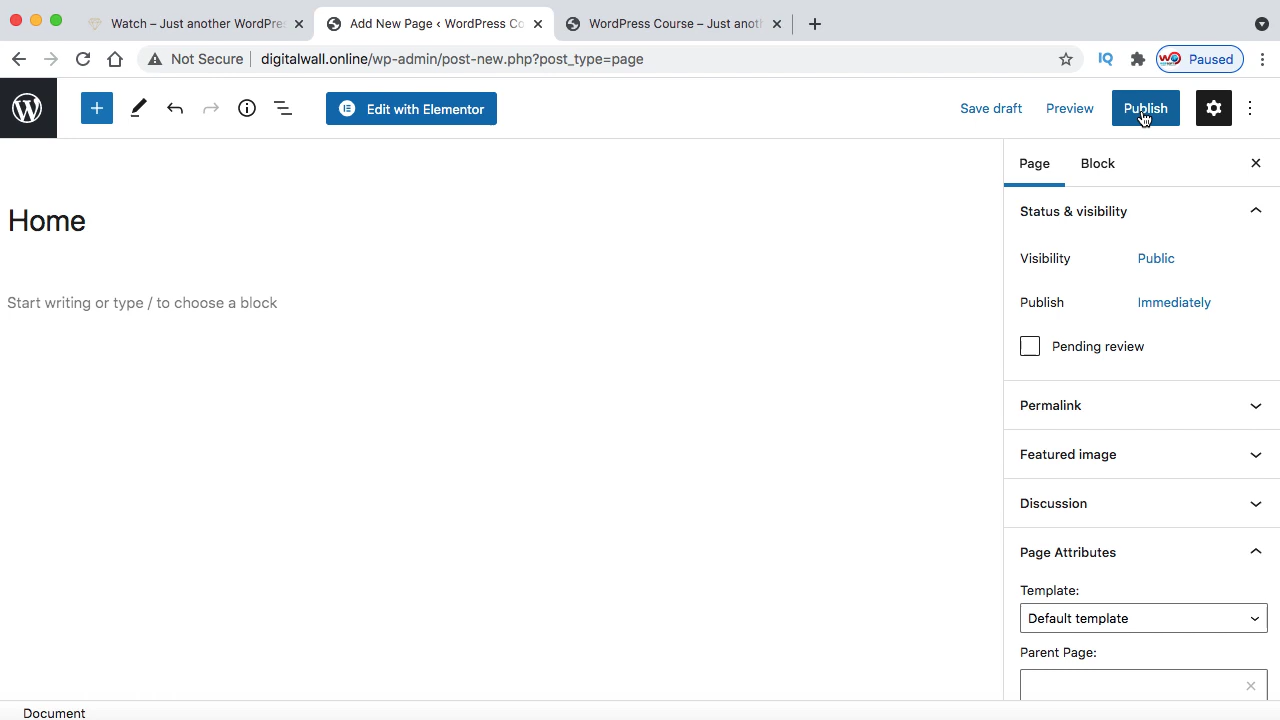 Watch – Just another WordPres
Add New Page ‹ WordPress Co
WordPress Course – Just anoth
Not Secure
digitalwall.online/wp-admin/post-new.php?post_type=page
IQ
Paused
Edit with Elementor
Save draft
Preview
Publish
Home
Start writing or type / to choose a block
Page
Block
Status & visibility
Visibility
Public
Publish
Immediately
Pending review
Permalink
Featured image
Discussion
Page Attributes
Template:
Default template
Parent Page:
Document